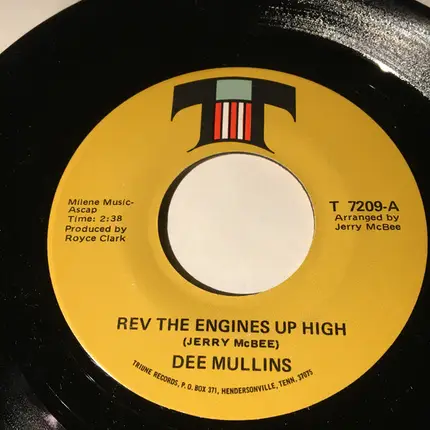 TT
Milene Music-
Ascap
Time: 2:38
Produced by
Royce Clark
T 7209-A
Arranged by
Jerry McBee
REV THE ENGINES UP HIGH
(JERRY McBEE)
DEE MULLINS
TRIUNE RECORDS, P.O. BOX 371, HENDERSONVILLE, TENN. 37075